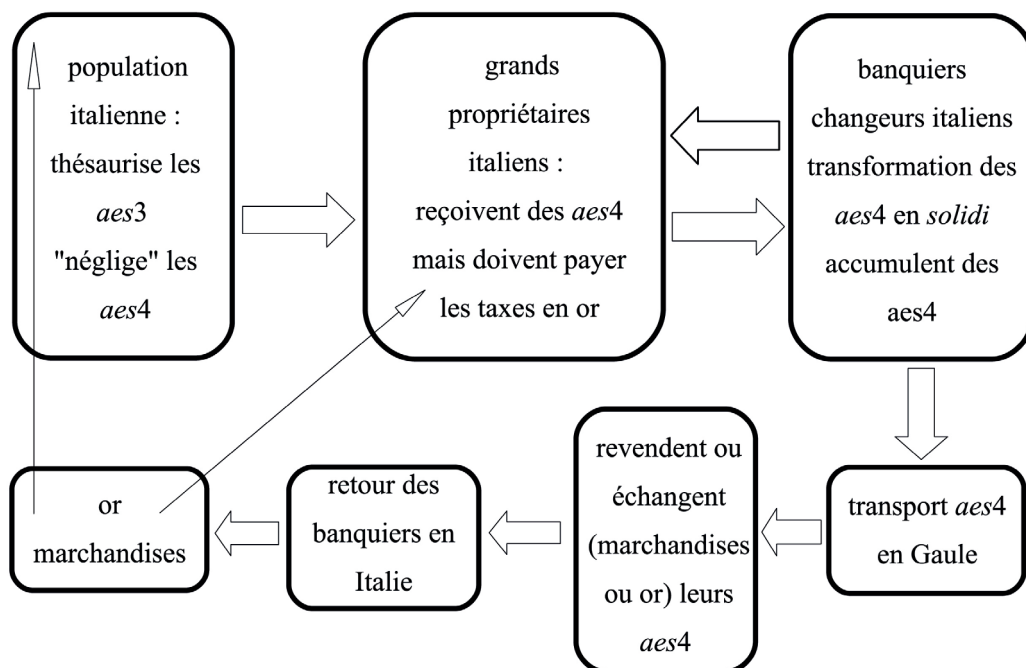 population
italienne :
thésaurise les
aes3
"néglige" les
aes4
grands
propriétaires
italiens :
reçoivent des aes4
mais doivent payer
les taxes en or
banquiers
changeurs italiens
transformation des
aes4 en solidi
accumulent des
aes4
transport aes4
en Gaule
revendent ou
échangent
(marchandises
ou or) leurs
aes4
retour des
banquiers en
Italie
or
marchandises